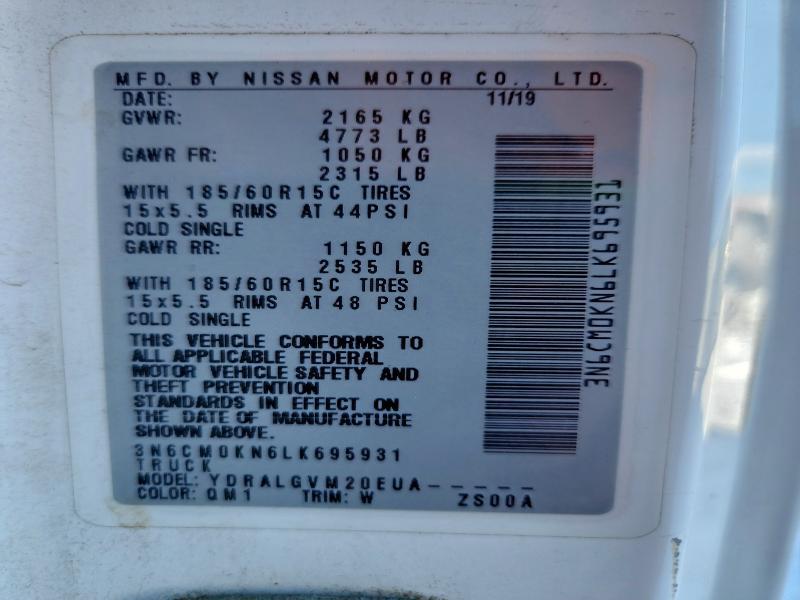 MFD. BY NISSAN MOTOR CO., LTD.
DATE: 11/19
GVWR: 2165 KG
4773 LB
GAWR FR: 1050 KG
2315 LB
WITH 185/60R15C TIRES
15x5.5 RIMS AT 44PSI
COLD SINGLE
GAWR RR: 1150 KG
2535 LB
WITH 185/60R15C TIRES
15x5.5 RIMS AT 48 PSI
COLD SINGLE
THIS VEHICLE CONFORMS TO
ALL APPLICABLE FEDERAL
MOTOR VEHICLE SAFETY AND
THEFT PREVENTION
STANDARDS IN EFFECT ON
THE DATE OF MANUFACTURE
SHOWN ABOVE.
3N6CM0KN6LK695931
TRUCK
MODEL: YDRALGVM20EUA-----
COLOR: QM1 TRIM: W ZS00A
3N6CM0KN6LK695931